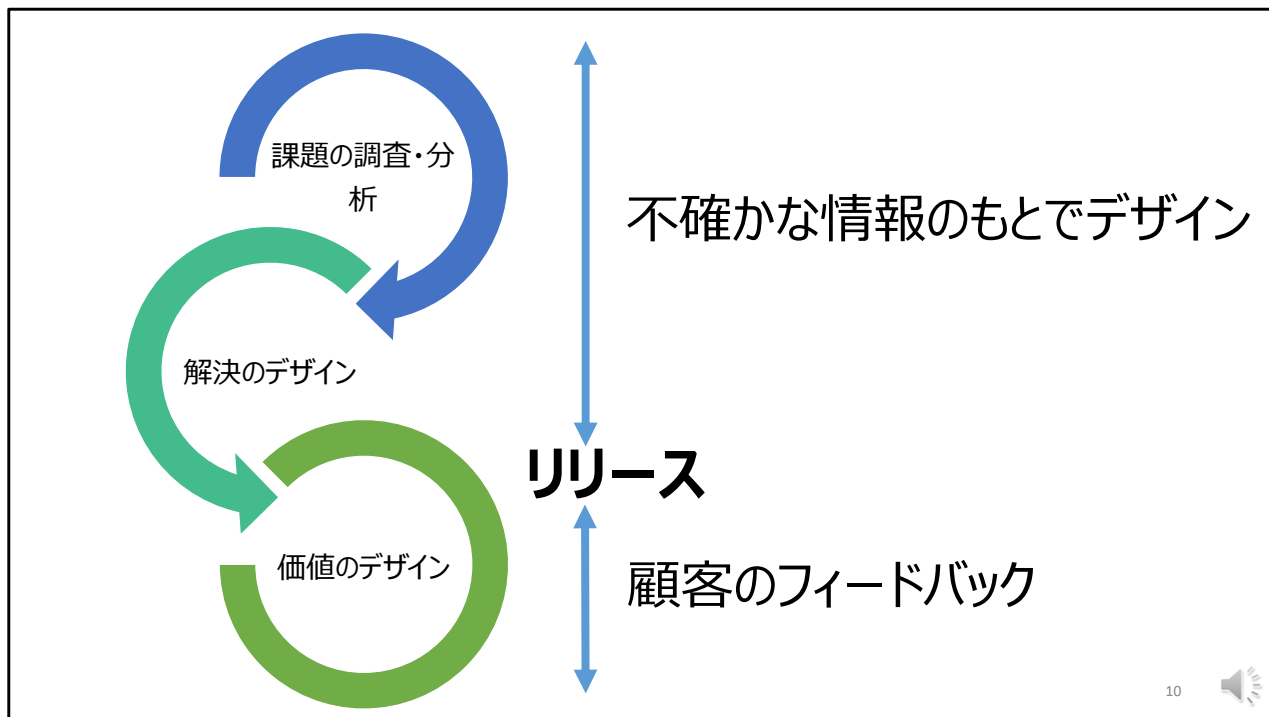 課題の調査・分
析
不確かな情報のもとでデザイン
解決のデザイン
リリース
価値のデザイン
顧客のフィードバック
10